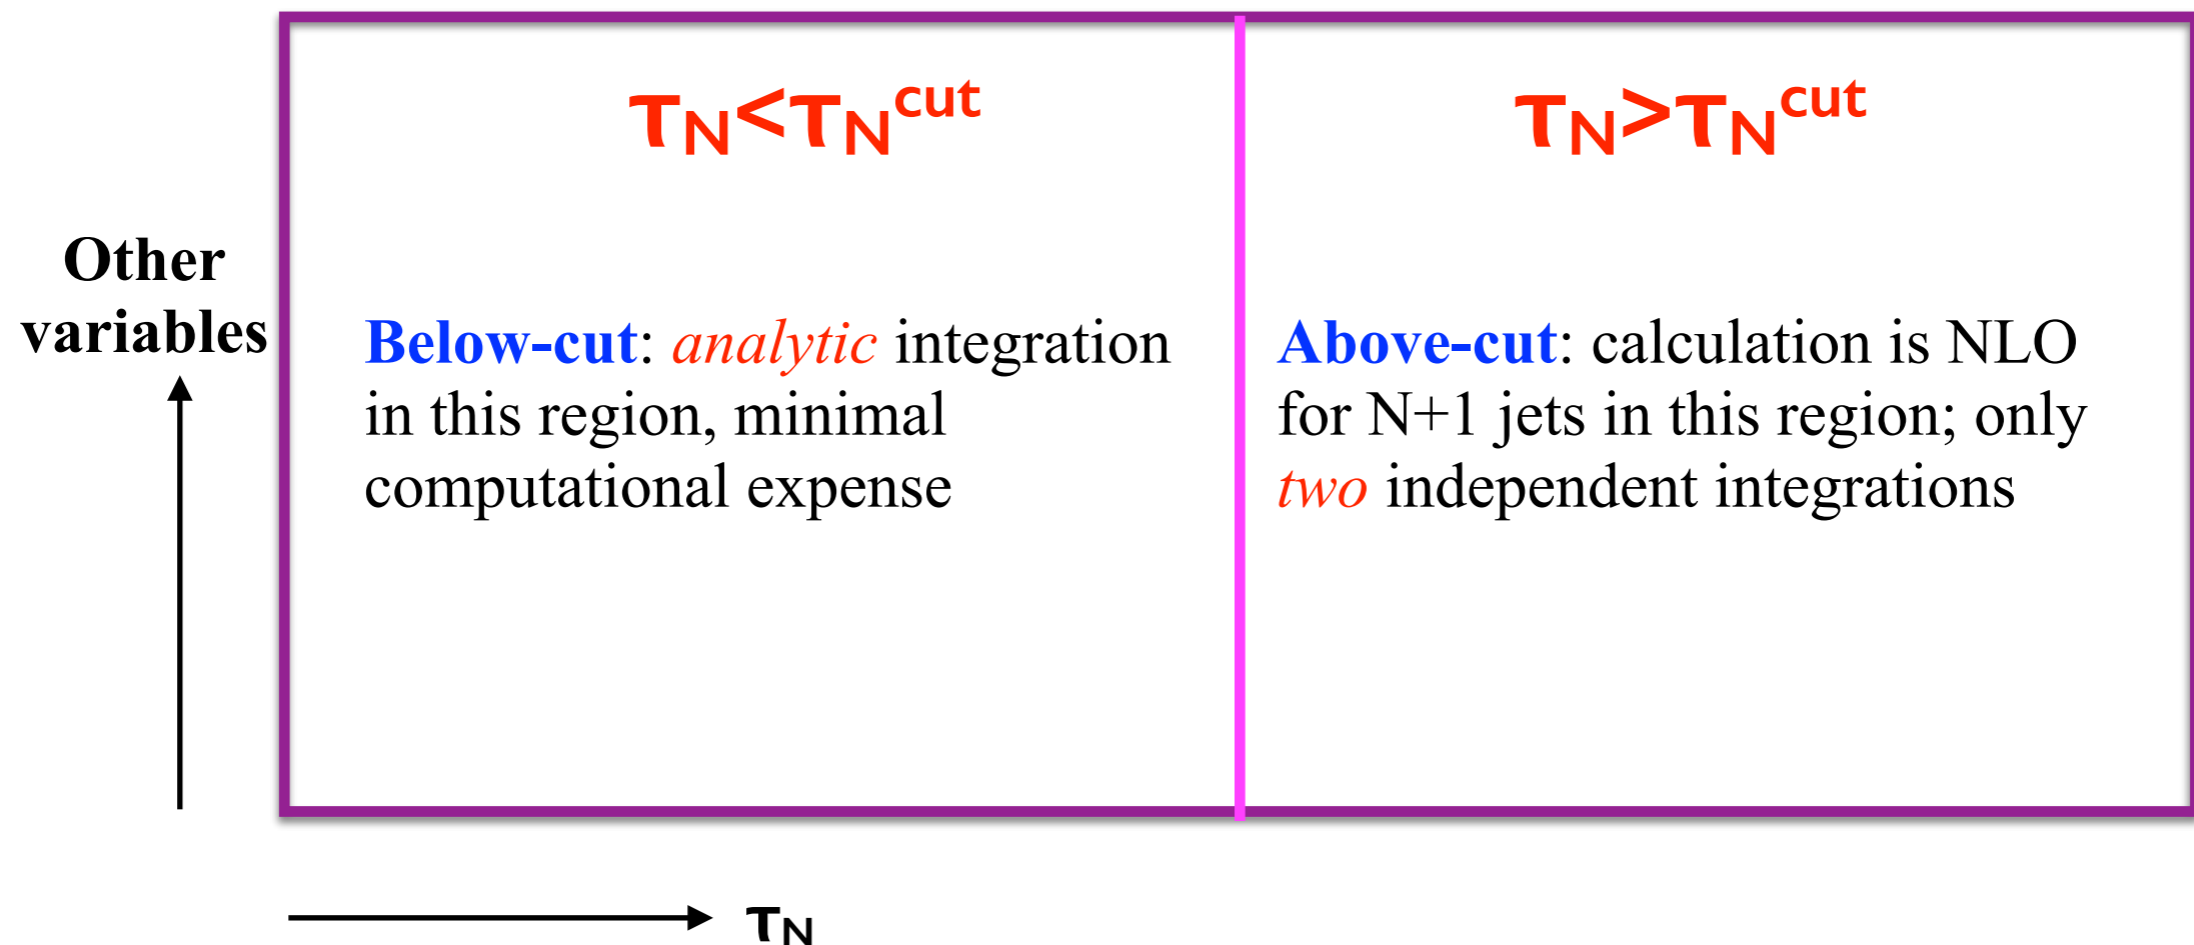 τN<τNcut
τN>τNcut
Other
variables
Below-cut: analytic integration
in this region, minimal
computational expense
Above-cut: calculation is NLO
for N+1 jets in this region; only
two independent integrations
τN